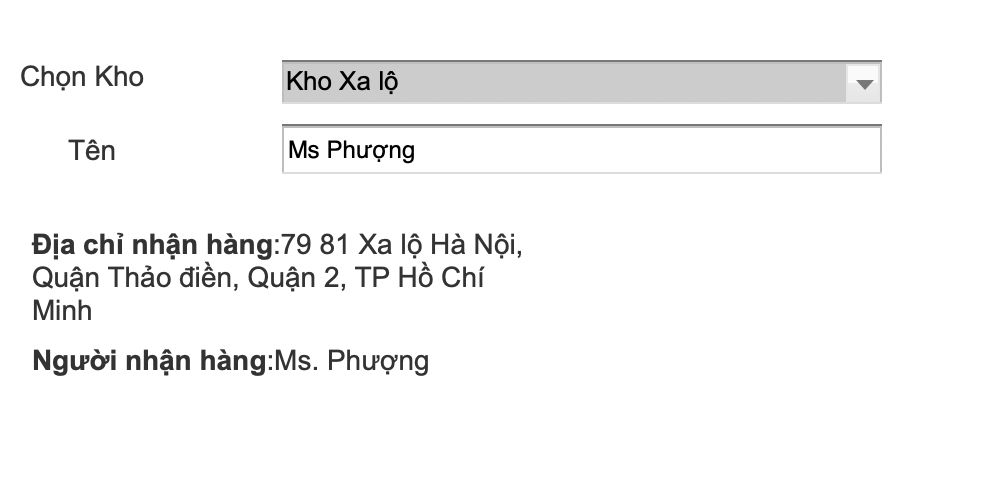 Chọn Kho Kho Xa lộ
Tên Ms Phượng
Địa chỉ nhận hàng:79 81 Xa lộ Hà Nội,
Quận Thảo điền, Quận 2, TP Hồ Chí
Minh
Người nhận hàng:Ms. Phượng